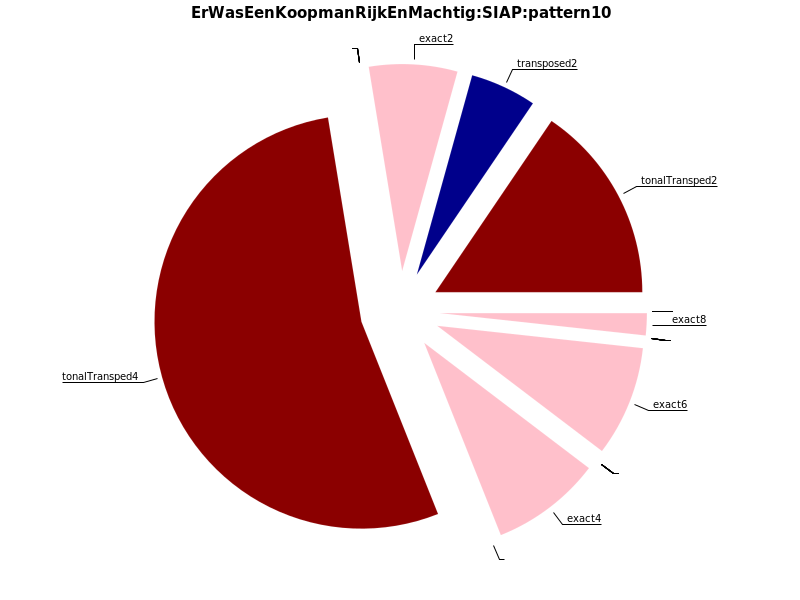 ErWasEenKoopmanRijkEnMachtig:SIAP:pattern10
exact2
transposed2
tonalTransped2
exact8
tonalTransped4
exact6
exact4